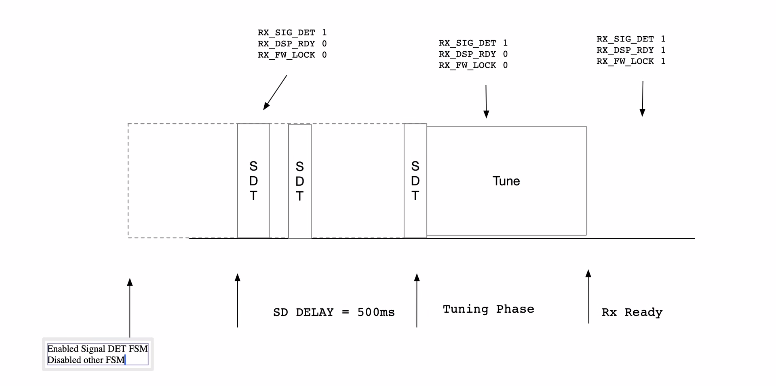 RX_SIG_DET 1
RX_DSP_RDY 0
RX_FW_LOCK 0
RX_SIG_DET 1
RX_DSP_RDY 0
RX_FW_LOCK 0
RX_SIG_DET 1
RX_DSP_RDY 1
RX_FW_LOCK 1
S
D
T
S
D
T
S
D
T
Tune
SD DELAY = 500ms
Tuning Phase
Rx Ready
Enabled Signal DET FSM
Disabled other FSM